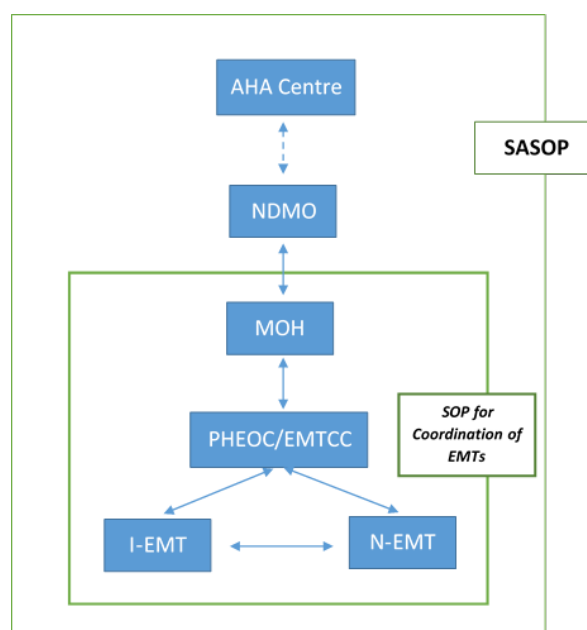 AHA Centre
SASOP
NDMO
MOH
SOP for
Coordination of
EMTs
PHEOC/EMTCC
I-EMT
N-EMT